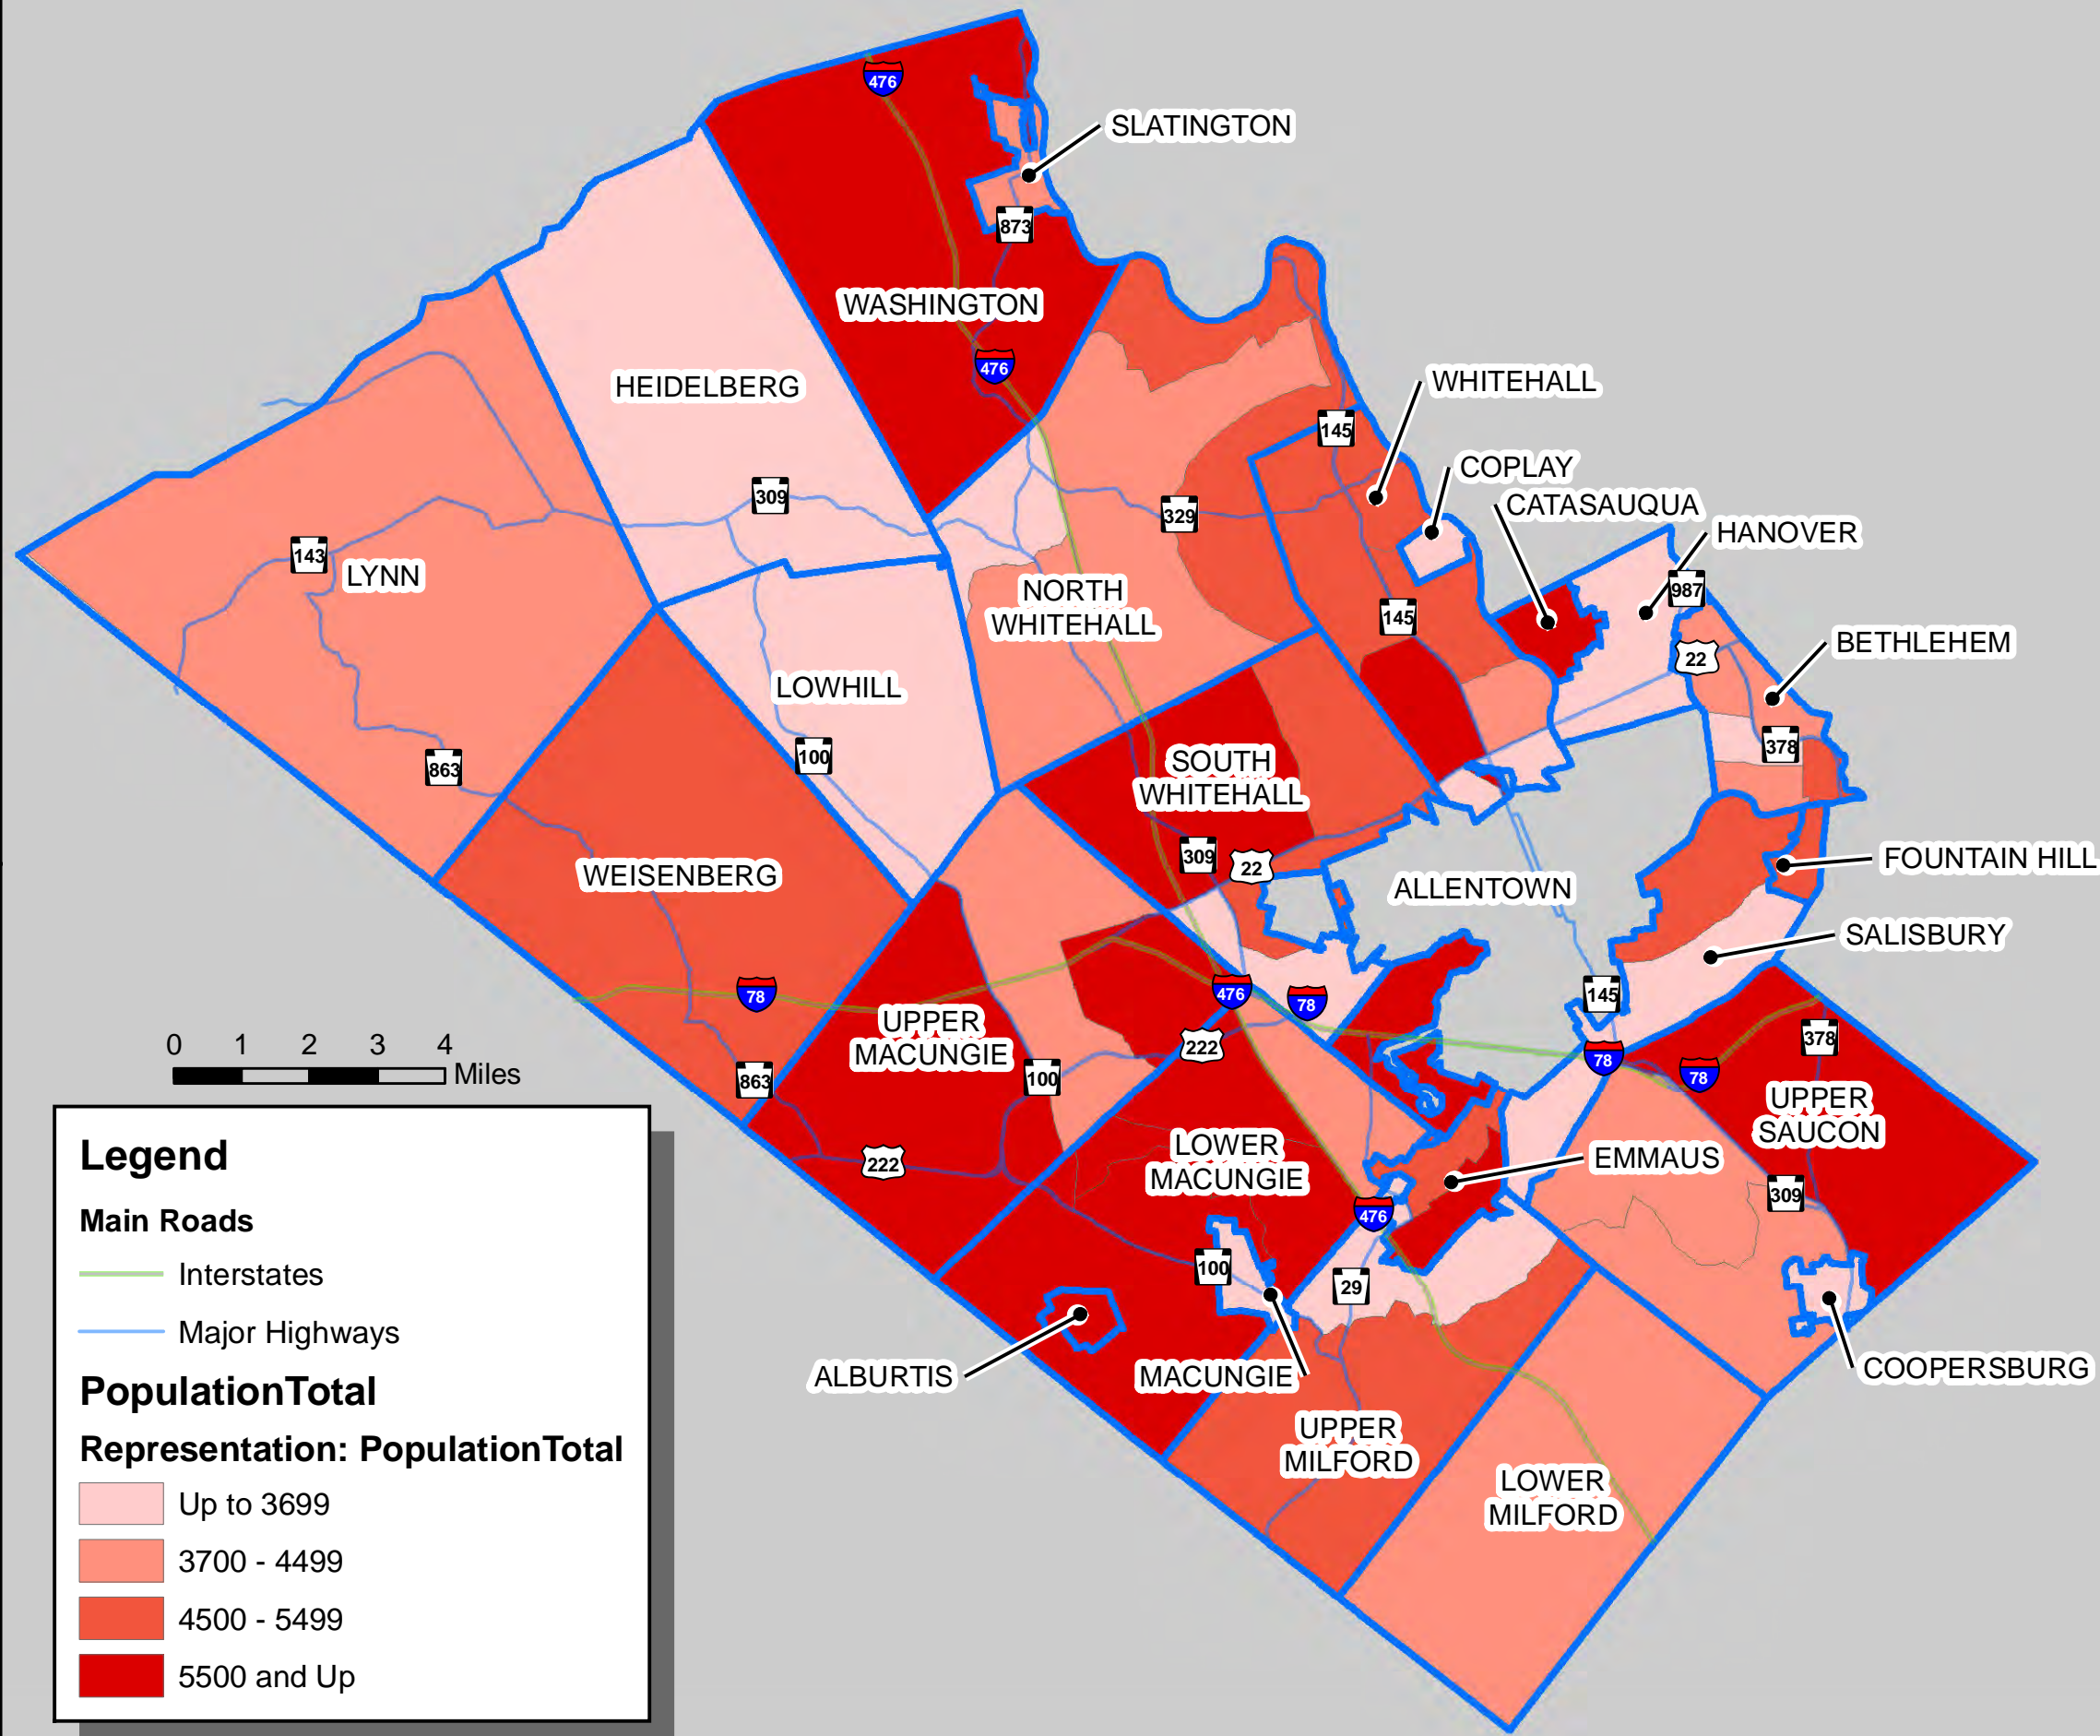 476
SLATINGTON
873
WASHINGTON
476
HEIDELBERG
WHITEHALL
145
COPLAY
309
CATASAUQUA
329
HANOVER
143
LYNN
987
NORTH
WHITEHALL
145
BETHLEHEM
22
LOWHILL
378
100
863
SOUTH
WHITEHALL
309
22
WEISENBERG
ALLENTOWN
FOUNTAIN HILL
SALISBURY
78
476
78
145
UPPER
MACUNGIE
222
378
0 1 2 3 4
Miles
863
100
78
78
UPPER
SAUCON
222
LOWER
MACUNGIE
EMMAUS
309
476
100
29
ALBURTIS
MACUNGIE
COOPERSBURG
UPPER
MILFORD
LOWER
MILFORD
Legend
Main Roads
Interstates
Major Highways
PopulationTotal
Representation: PopulationTotal
Up to 3699
3700 - 4499
4500 - 5499
5500 and Up